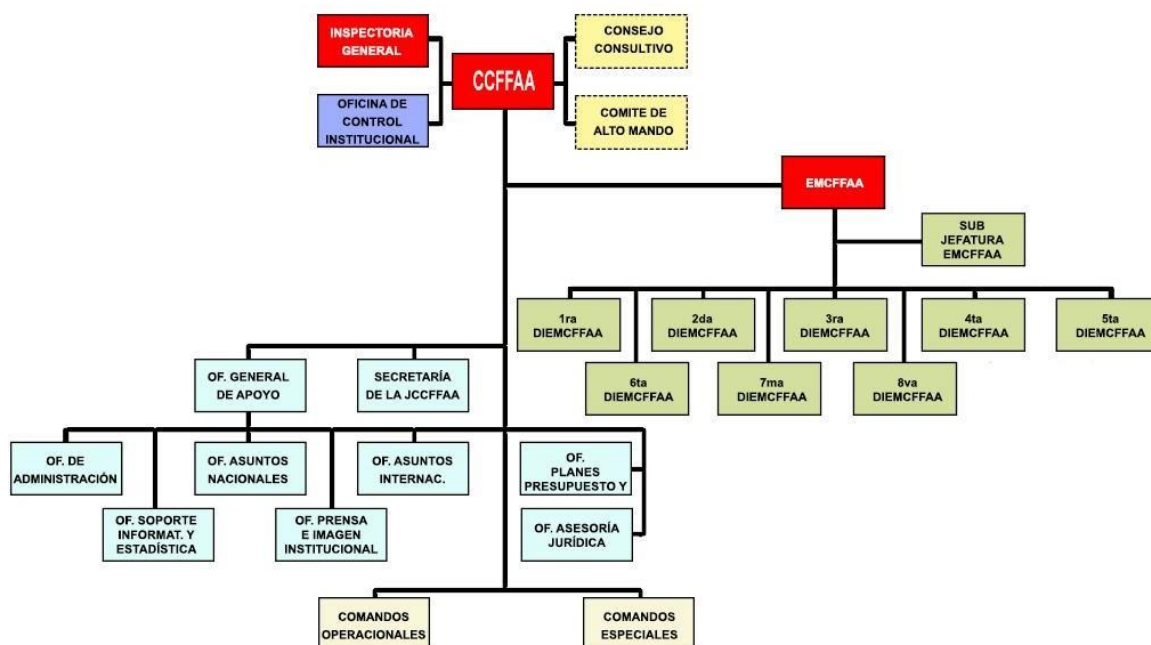 INSPECTORIA
GENERAL
CCFFAA
CONSEJO
CONSULTIVO
OFICINA DE
CONTROL
INSTITUCIONAL
COMITE DE
ALTO MANDO
EMCFFAA
SUB
JEFATURA
EMCFFAA
1ra
DIEMCFFAA
2da
DIEMCFFAA
3ra
DIEMCFFAA
4ta
DIEMCFFAA
5ta
DIEMCFFAA
6ta
DIEMCFFAA
7ma
DIEMCFFAA
8va
DIEMCFFAA
OF. GENERAL
DE APOYO
SECRETARÍA
DE LA JCCFFAA
OF. DE
ADMINISTRACIÓN
OF. ASUNTOS
NACIONALES
OF. ASUNTOS
INTERNAC.
OF.
PLANES
PRESUPUESTO Y
OF. SOPORTE
INFORMAT. Y
ESTADÍSTICA
OF. PRENSA
E IMAGEN
INSTITUCIONAL
OF. ASESORÍA
JURÍDICA
COMANDOS
OPERACIONALES
COMANDOS
ESPECIALES